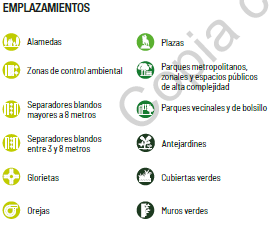 EMPLAZAMIENTOS
Alamedas
Zonas de control ambiental
Separadores blandos
mayores a 8 metros
Separadores blandos
entre 3 y 8 metros
Glorietas
Orejas
Plazas
Parques metropolitanos,
zonales y espacios públicos
de alta complejidad
Parques vecinales y de bolsillo
Antejardines
Cubiertas verdes
Muros verdes
Copia